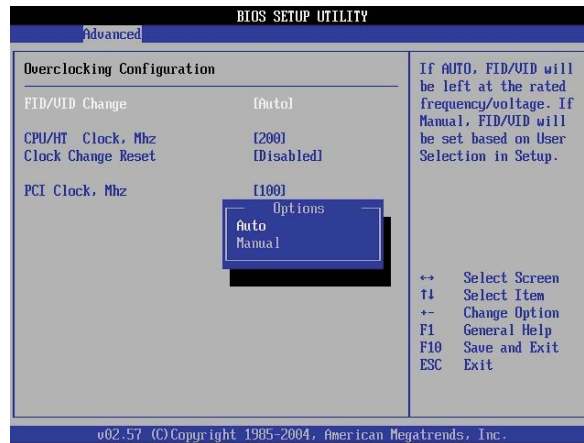 BIOS SETUP UTILITY
Advanced
Overclocking Configuration
FID/VID Change [Auto]
CPU/HT Clock, Mhz [200]
Clock Change Reset [Disabled]
PCI Clock, Mhz [100]
Options
Auto
Manual
If AUTO, FID/VID will
be left at the rated
frequency/voltage. If
Manual, FID/VID will
be set based on User
Selection in Setup.
↔ Select Screen
↑↓ Select Item
+- Change Option
F1 General Help
F10 Save and Exit
ESC Exit
v02.57 (C)Copyright 1985-2004, American Megatrends, Inc.